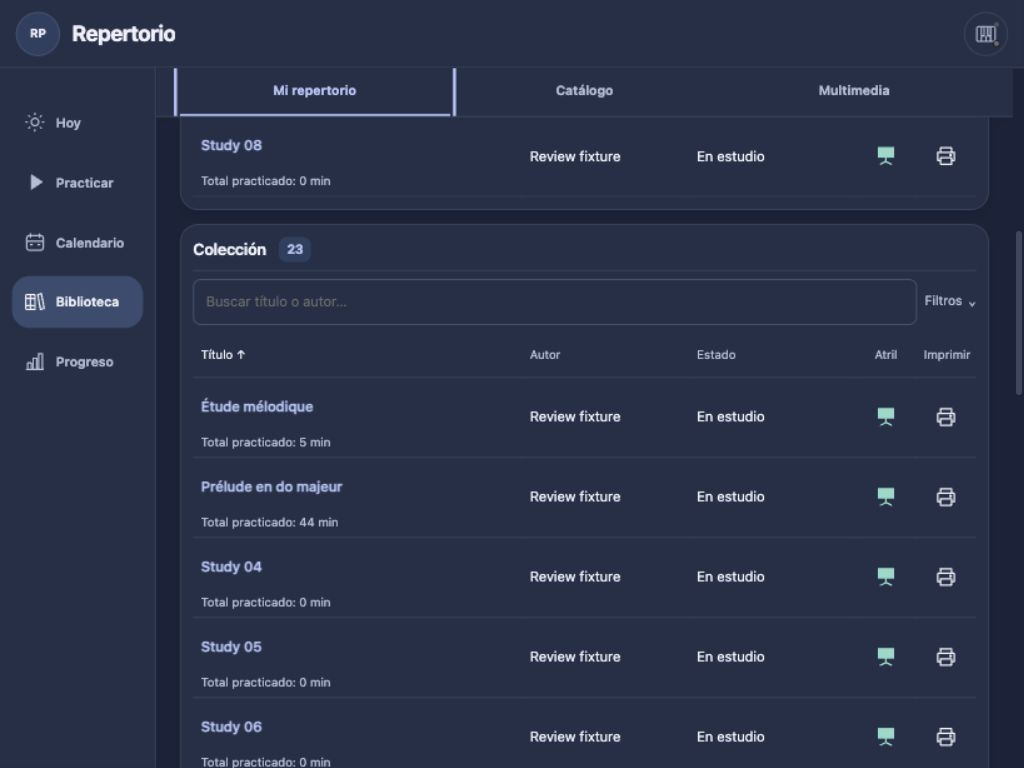 RP Repertorio
Mi repertorio Catálogo Multimedia
Hoy
Practicar
Calendario
Biblioteca
Progreso
Study 08 Review fixture En estudio
Total practicado: 0 min
Colección 23
Buscar título o autor... Filtros
Título ↑ Autor Estado Atril Imprimir
Étude mélodique Review fixture En estudio
Total practicado: 5 min
Prélude en do majeur Review fixture En estudio
Total practicado: 44 min
Study 04 Review fixture En estudio
Total practicado: 0 min
Study 05 Review fixture En estudio
Total practicado: 0 min
Study 06 Review fixture En estudio
Total practicado: 0 min